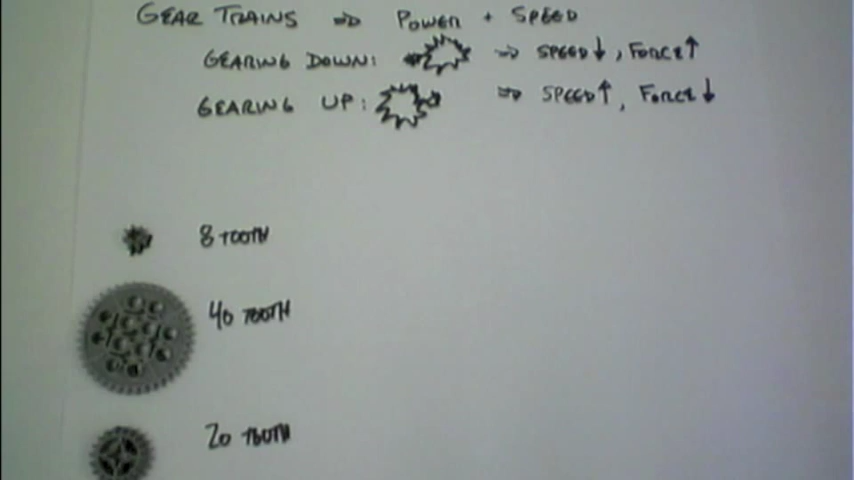 GEAR TRAINS ⇒ POWER + SPEED
GEARING DOWN: ⇒ SPEED↓, FORCE↑
GEARING UP: ⇒ SPEED↑, FORCE↓
8 TOOTH
40 TOOTH
20 TOOTH